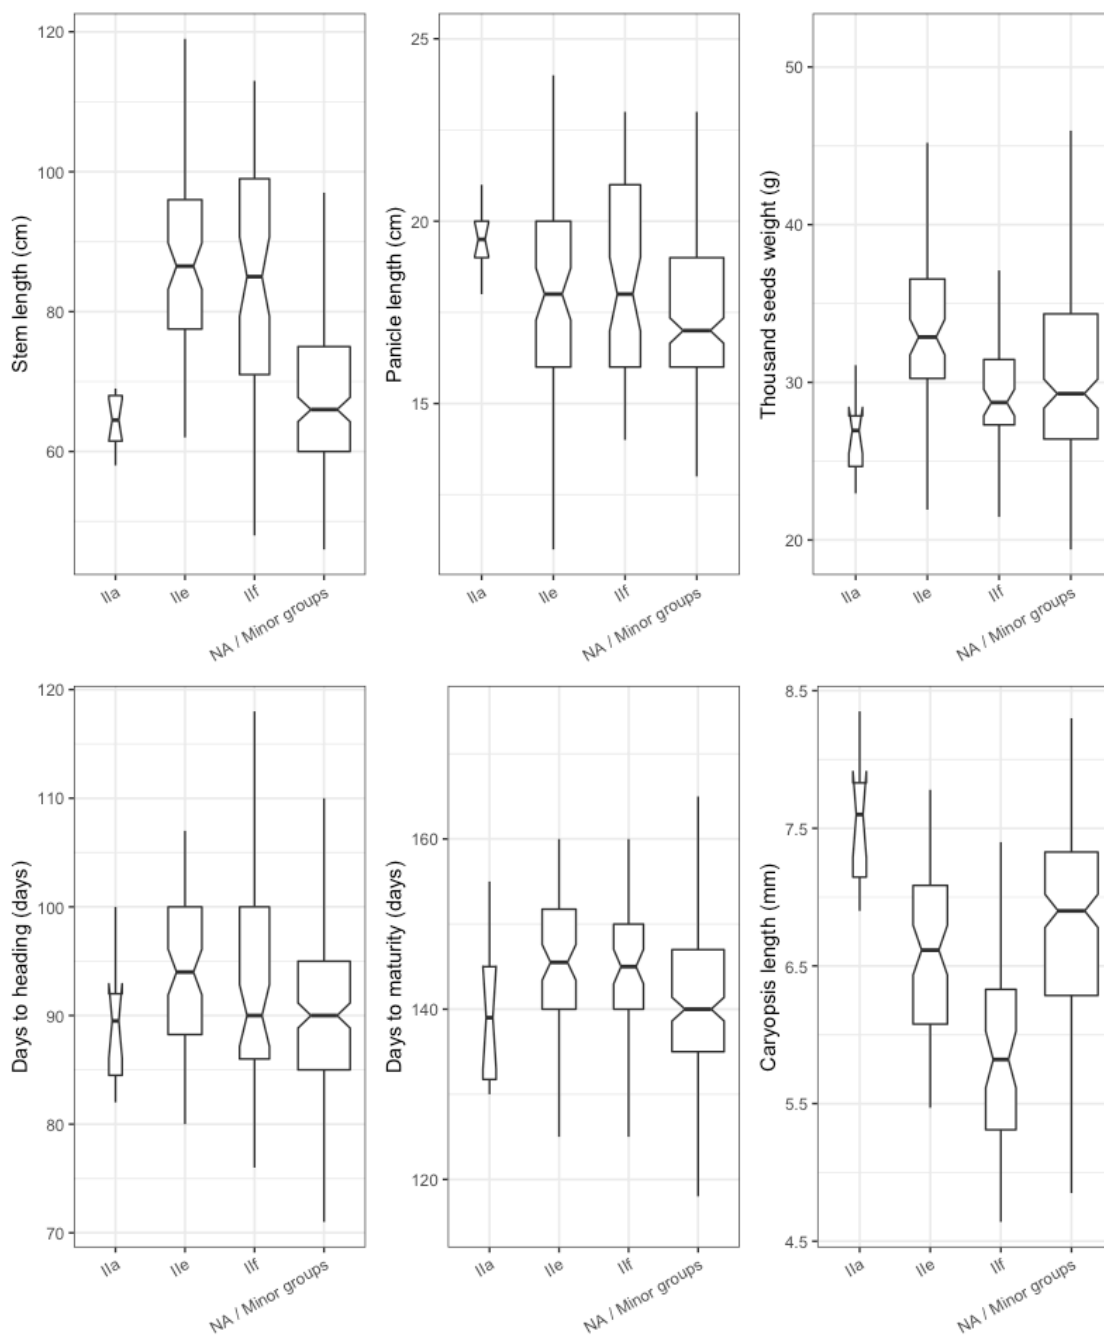 Stem length (cm)
120
100
80
60
IIa
IIe
IIf
NA / Minor groups
Panicle length (cm)
25
20
15
IIa
IIe
IIf
NA / Minor groups
Thousand seeds weight (g)
50
40
30
20
IIa
IIe
IIf
NA / Minor groups
Days to heading (days)
120
110
100
90
80
70
IIa
IIe
IIf
NA / Minor groups
Days to maturity (days)
160
140
120
IIa
IIe
IIf
NA / Minor groups
Caryopsis length (mm)
8.5
7.5
6.5
5.5
4.5
IIa
IIe
IIf
NA / Minor groups